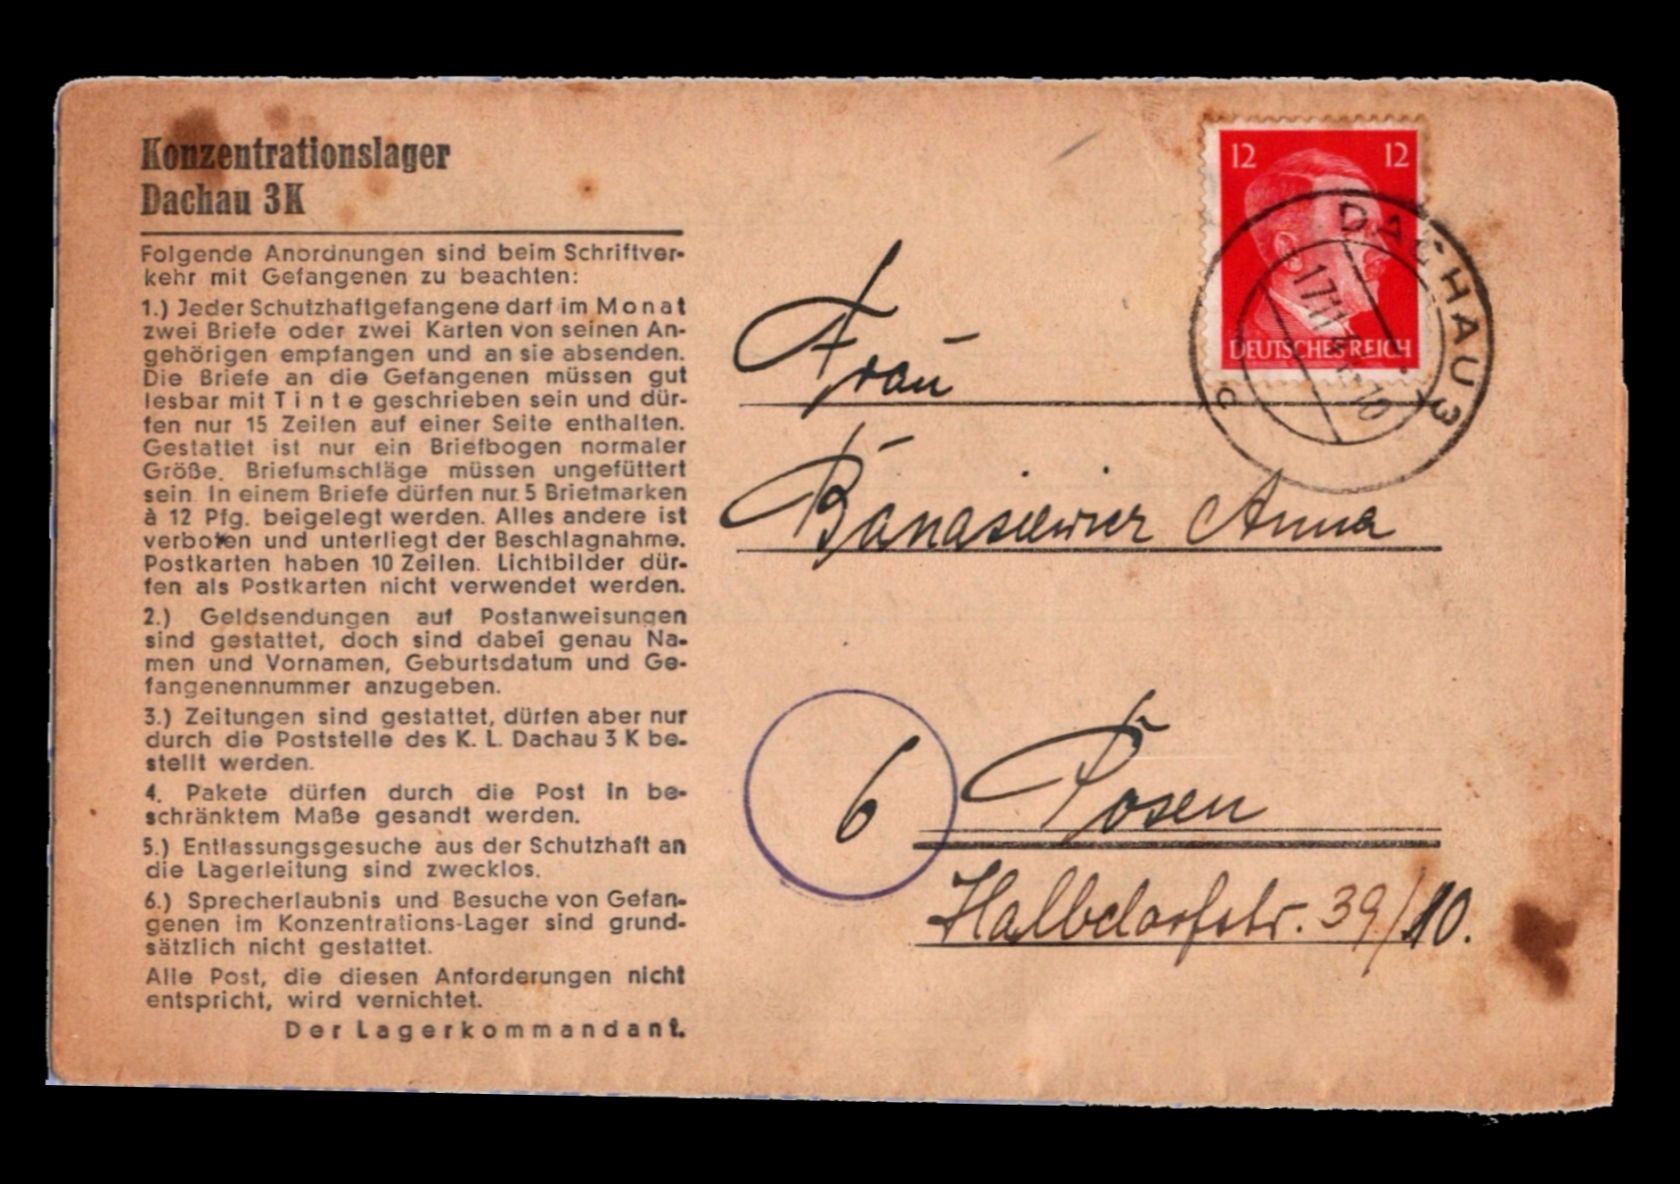 Konzentrationslager
Dachau 3K
Folgende Anordnungen sind beim Schriftver-
kehr mit Gefangenen zu beachten:
1.) Jeder Schutzhaftgefangene darf im Monat
zwei Briefe oder zwei Karten von seinen An-
gehörigen empfangen und an sie absenden.
Die Briefe an die Gefangenen müssen gut
lesbar mit Tinte geschrieben sein und dür-
fen nur 15 Zeilen auf einer Seite enthalten.
Gestattet ist nur ein Briefbogen normaler
Größe. Briefumschläge müssen ungefüttert
sein. In einem Briefe dürfen nur 5 Briefmarken
à 12 Pfg. beigelegt werden. Alles andere ist
verboten und unterliegt der Beschlagnahme.
Postkarten haben 10 Zeilen. Lichtbilder dür-
fen als Postkarten nicht verwendet werden.
2.) Geldsendungen auf Postanweisungen
sind gestattet, doch sind dabei genau Na-
men und Vornamen, Geburtsdatum und Ge-
fangenennummer anzugeben.
3.) Zeitungen sind gestattet, dürfen aber nur
durch die Poststelle des K. L. Dachau 3 K be-
stellt werden.
4. Pakete dürfen durch die Post in be-
schränktem Maße gesandt werden.
5.) Entlassungsgesuche aus der Schutzhaft an
die Lagerleitung sind zwecklos.
6.) Sprecherlaubnis und Besuche von Gefan-
genen im Konzentrations-Lager sind grund-
sätzlich nicht gestattet.
Alle Post, die diesen Anforderungen nicht
entspricht, wird vernichtet.
Der Lagerkommandant.
12 12
DEUTSCHES REICH
DACHAU 3
c
Frau
Banasiewicz Anna
6
Posen
Halbdorfstr. 39/10.